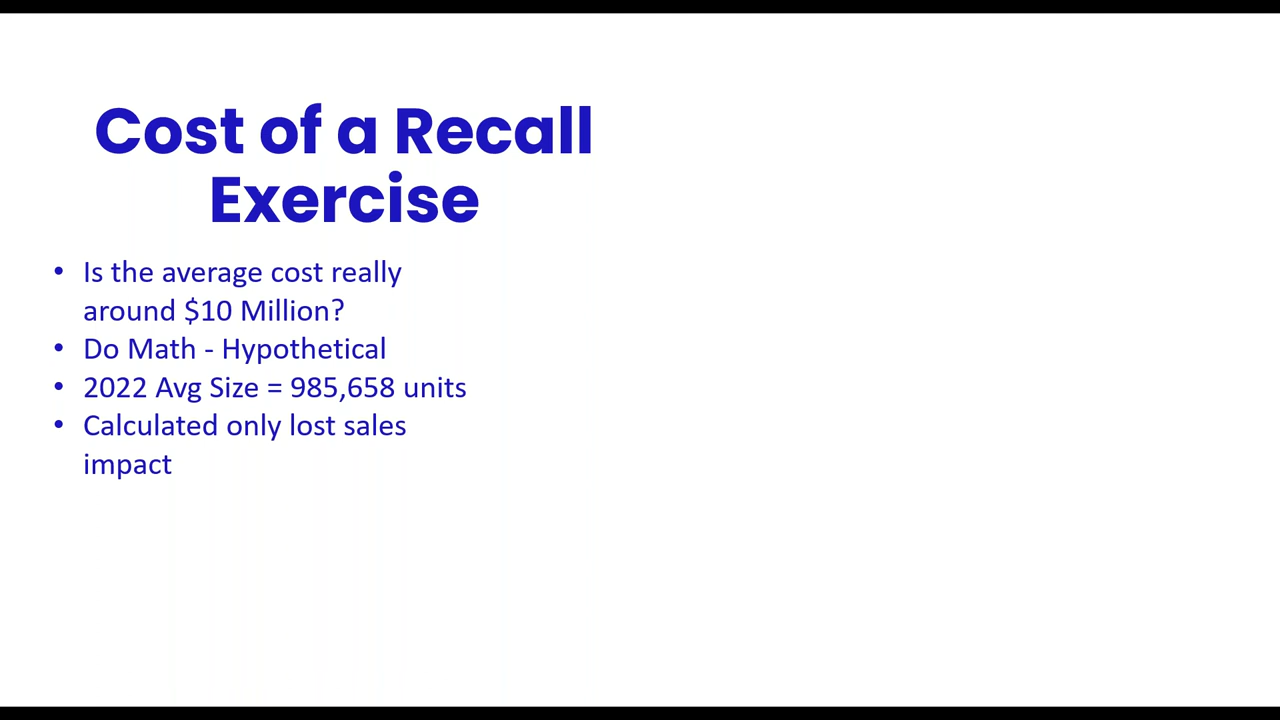 Cost of a Recall
Exercise
• Is the average cost really
around $10 Million?
• Do Math - Hypothetical
• 2022 Avg Size = 985,658 units
• Calculated only lost sales
impact